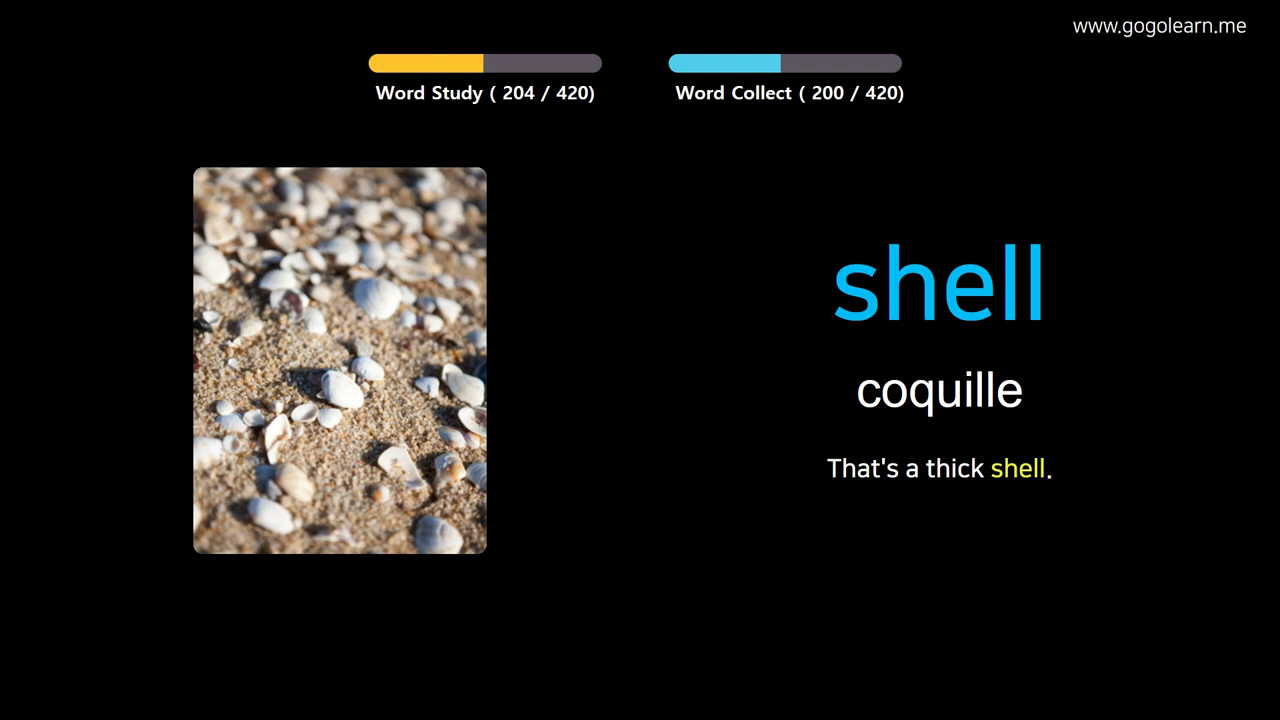 www.gogolearn.me
Word Study ( 204 / 420)
Word Collect ( 200 / 420)
shell
coquille
That's a thick shell.